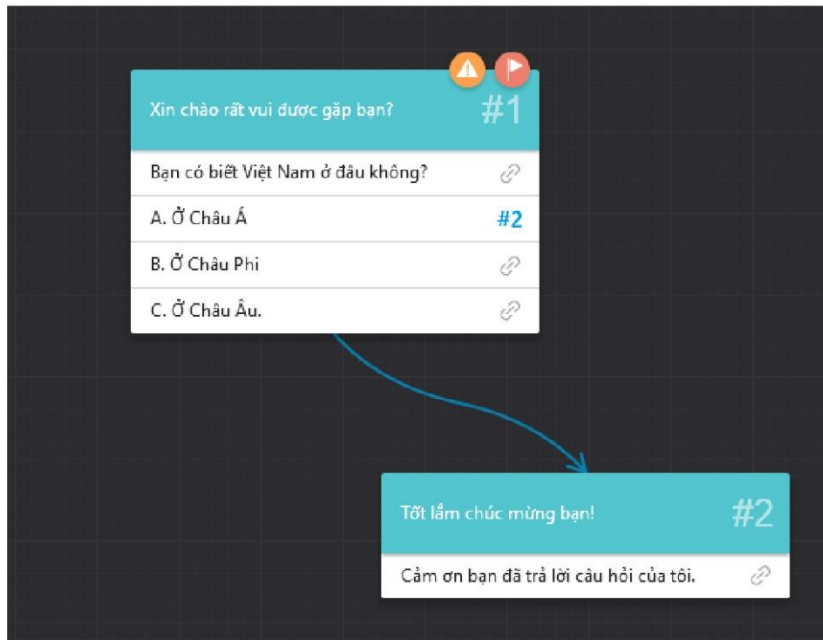 Xin chào rất vui được gặp bạn?
#1
Bạn có biết Việt Nam ở đâu không?
A. Ở Châu Á
#2
B. Ở Châu Phi
C. Ở Châu Âu.
Tốt lắm chúc mừng bạn!
#2
Cảm ơn bạn đã trả lời câu hỏi của tôi.